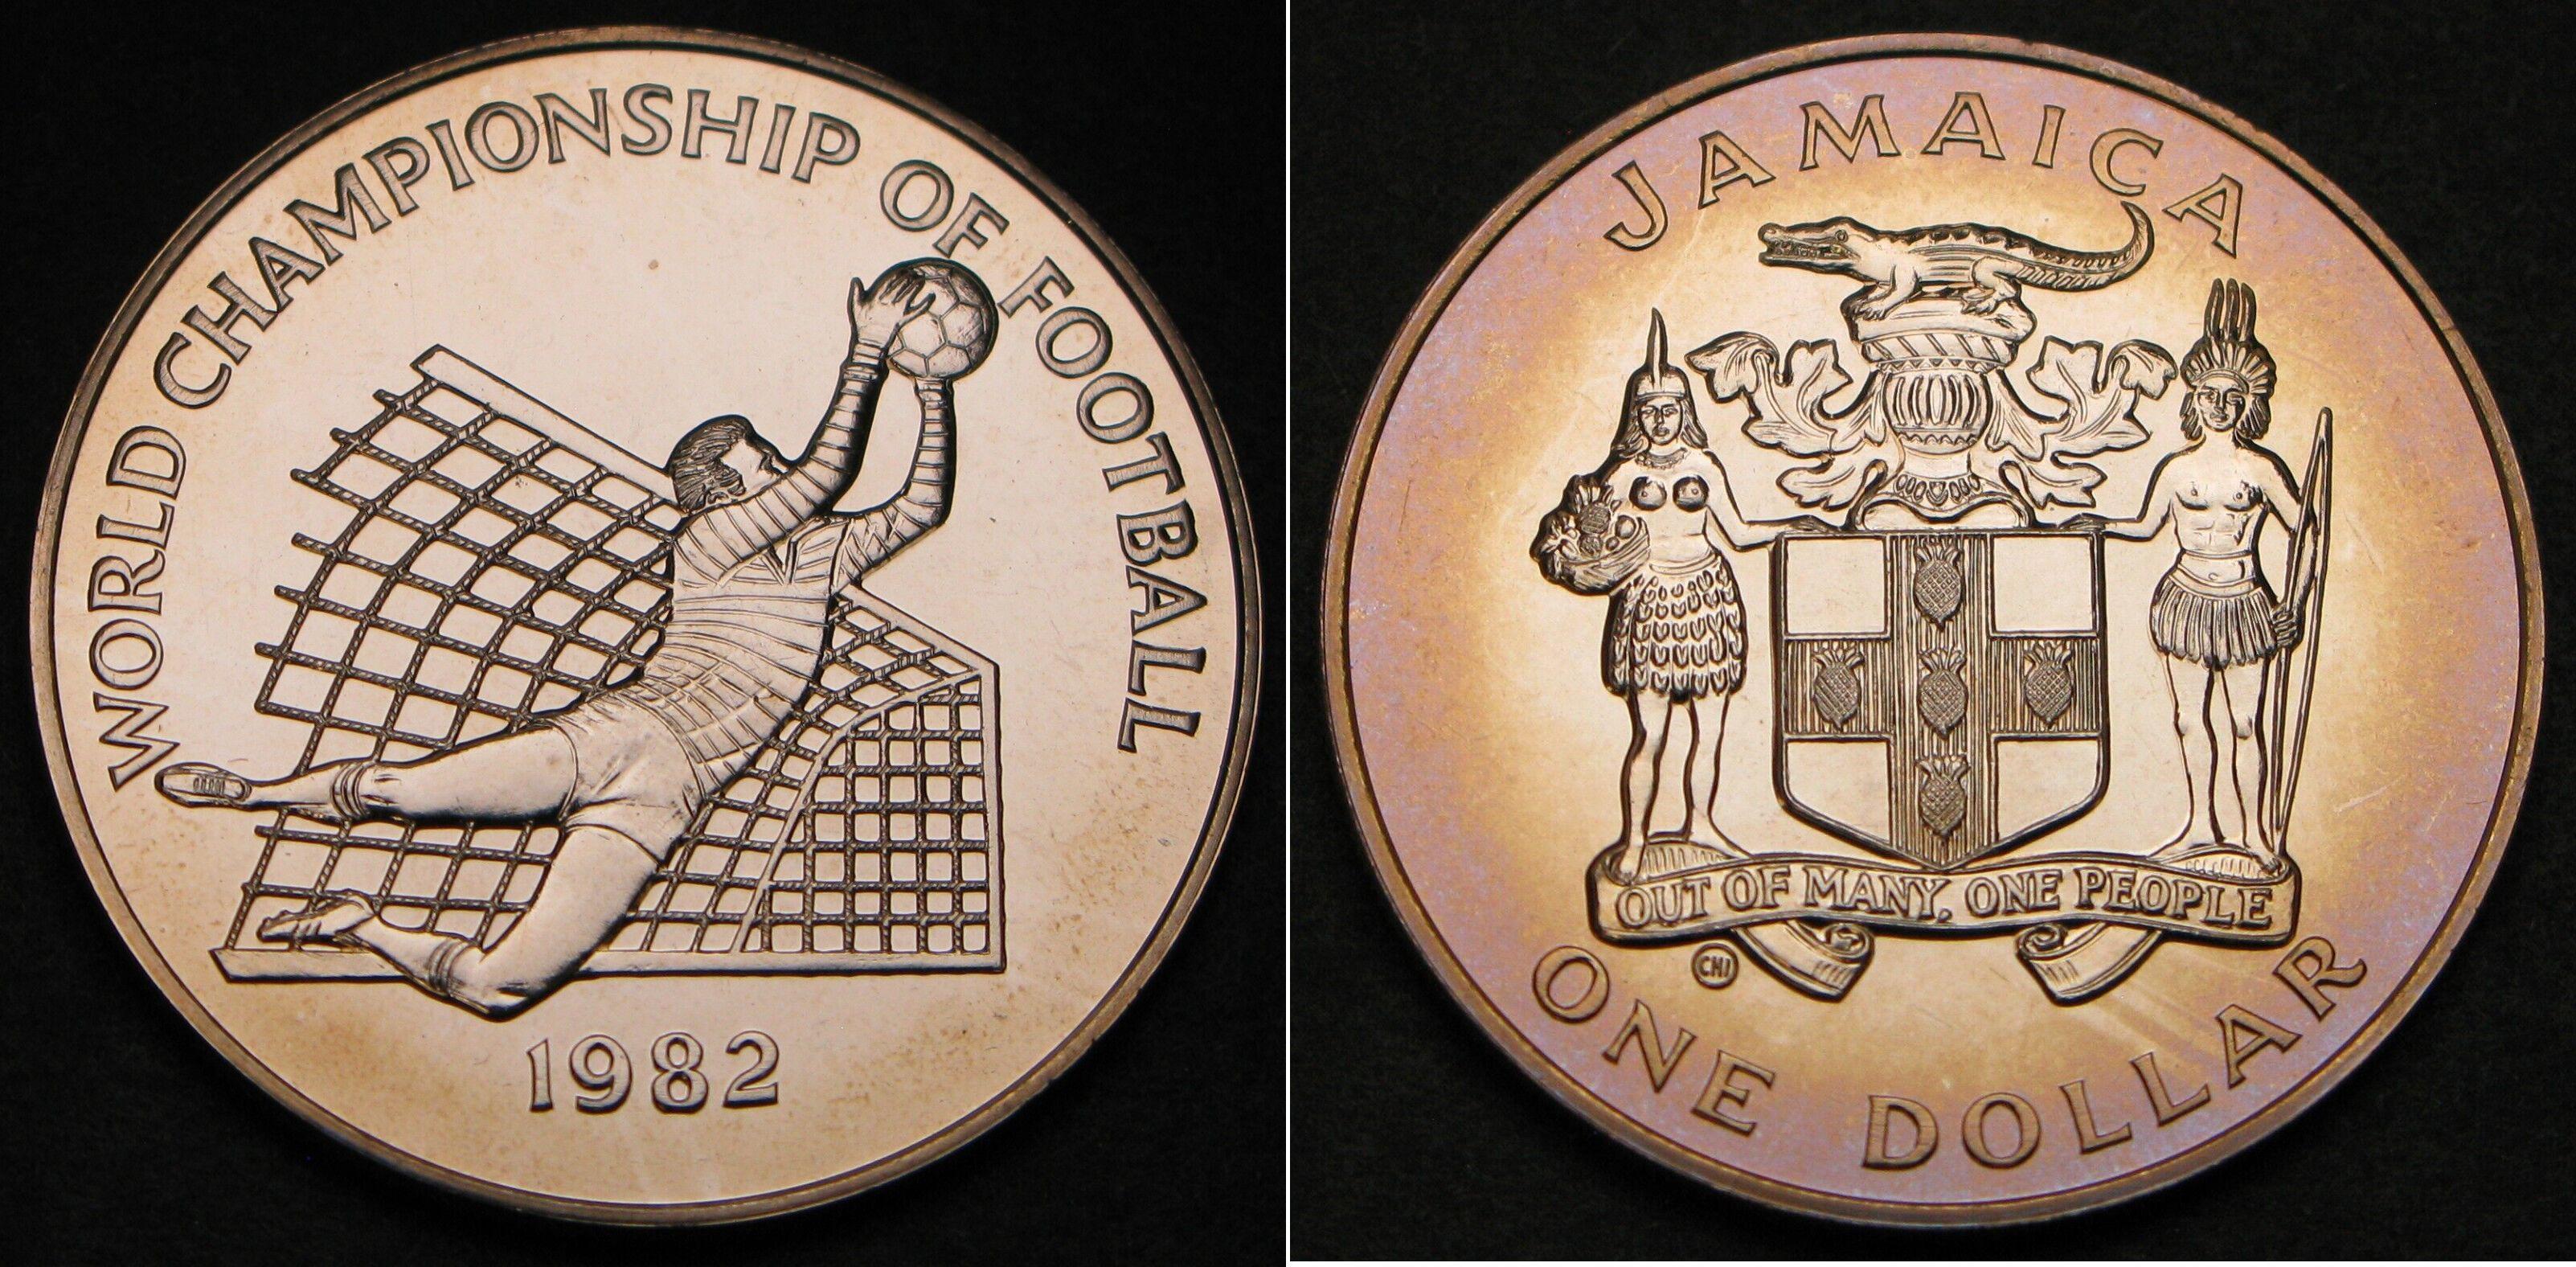 WORLD CHAMPIONSHIP OF FOOTBALL
1982
JAMAICA
OUT OF MANY, ONE PEOPLE
CHI
ONE DOLLAR